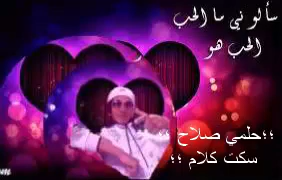 سألوني ما الحب
الحب هو
؛؛حلمي صلاح
سكت كلام ؛؛